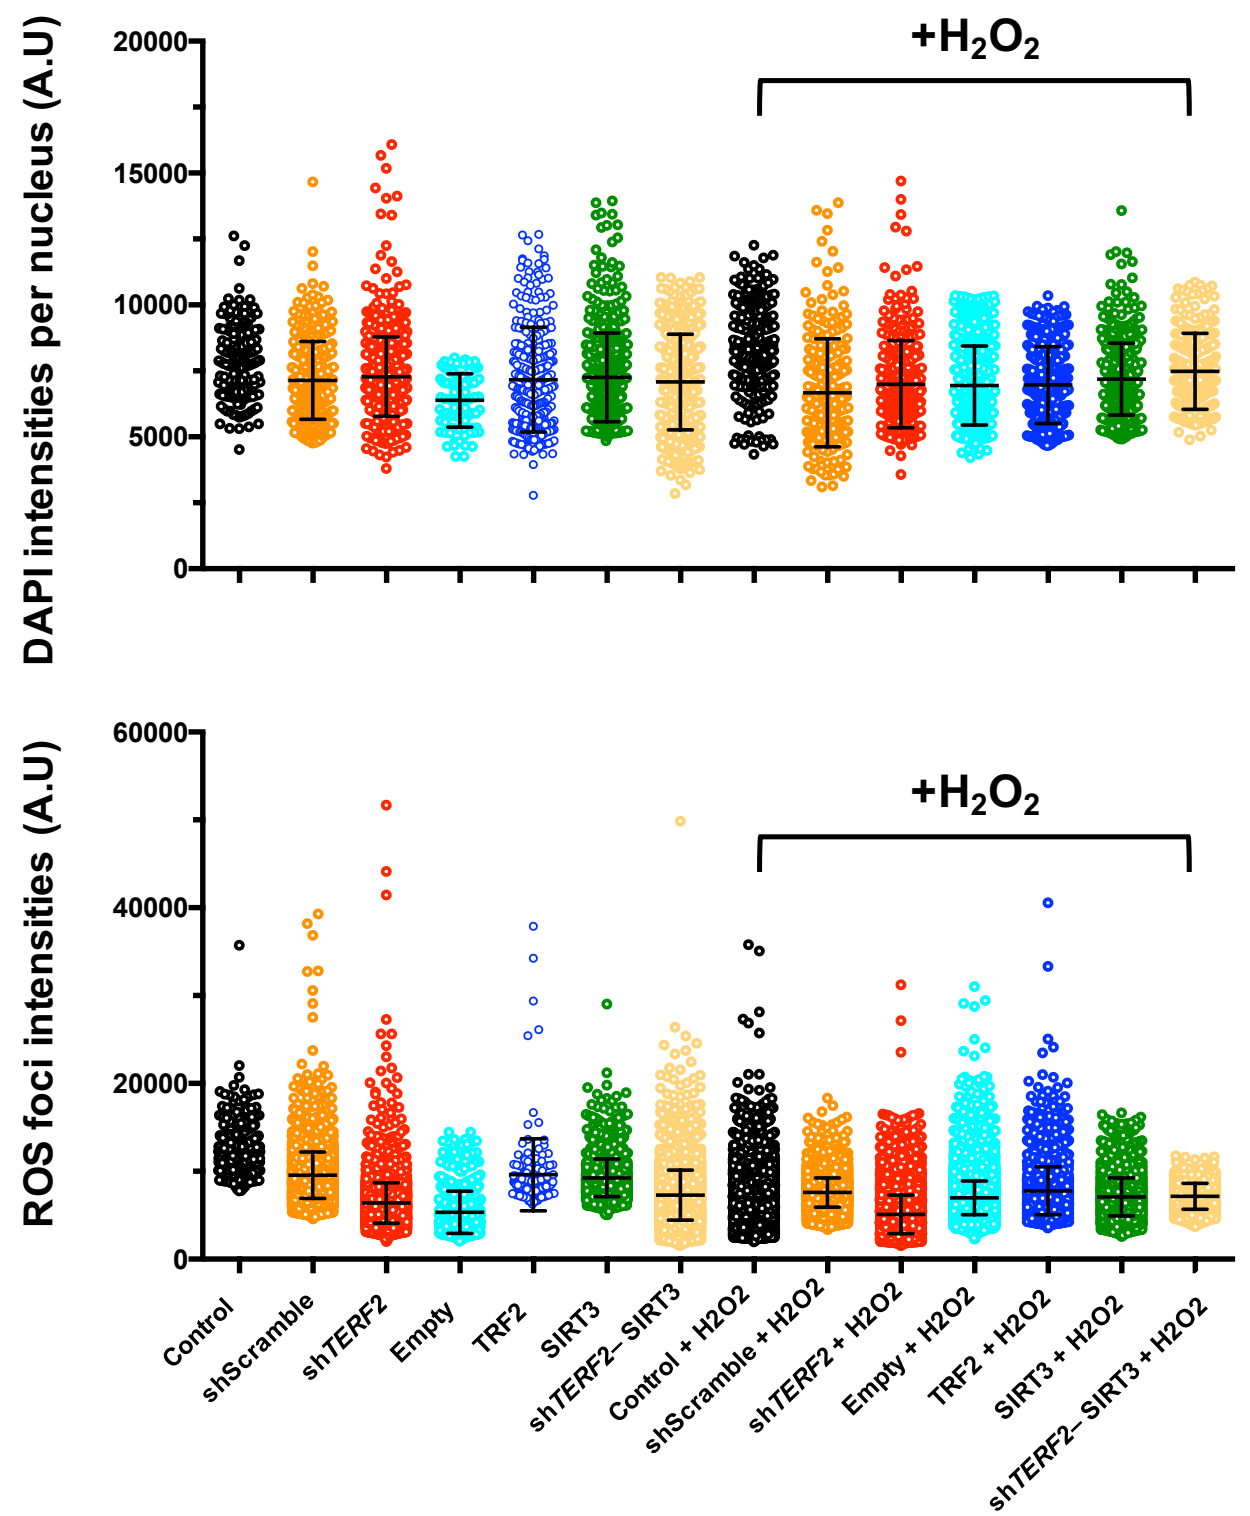 DAPI intensities per nucleus (A.U)
20000
15000
10000
5000
0
+H₂O₂
ROS foci intensities (A.U)
60000
40000
20000
0
+H₂O₂
Control
shScramble
shTERF2
Empty
TRF2
SIRT3
shTERF2– SIRT3
Control + H2O2
shScramble + H2O2
shTERF2 + H2O2
Empty + H2O2
TRF2 + H2O2
SIRT3 + H2O2
shTERF2– SIRT3 + H2O2